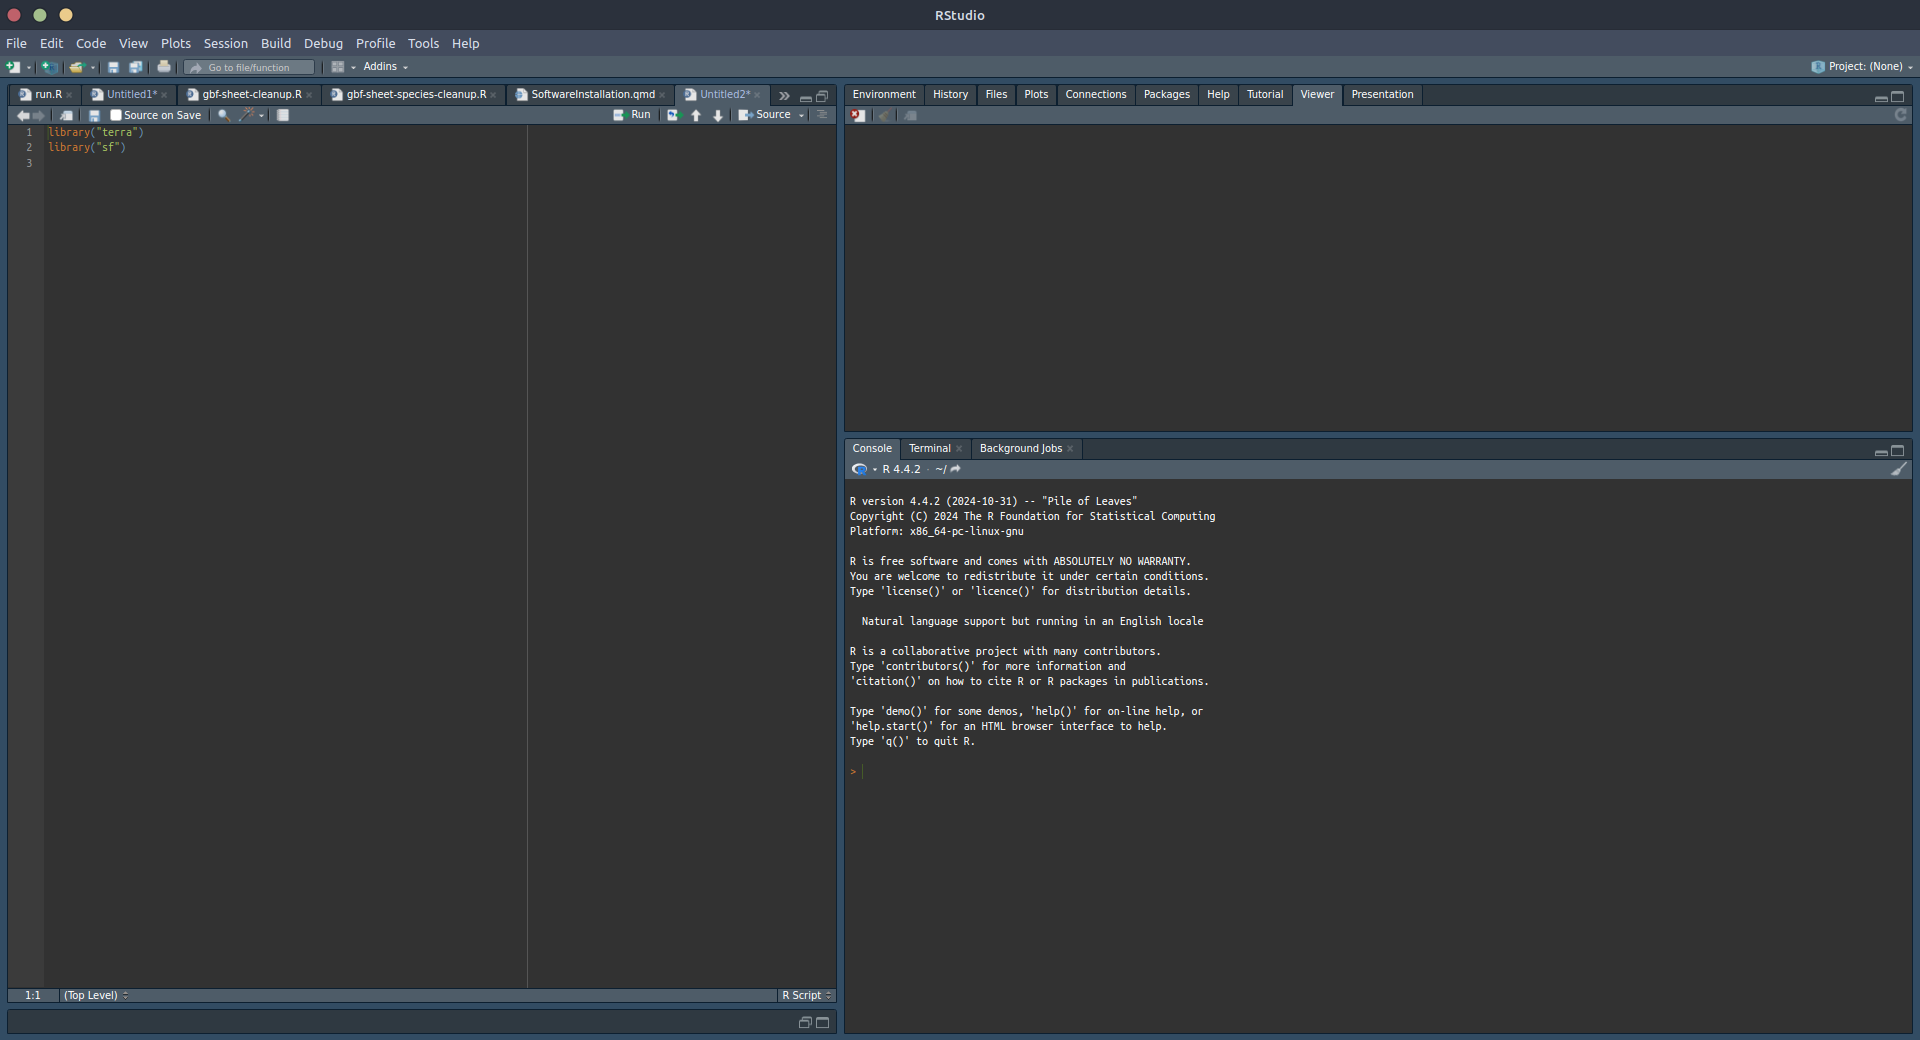 RStudio
File Edit Code View Plots Session Build Debug Profile Tools Help
Go to file/function Addins Project: (None)
run.R Untitled1* gbf-sheet-cleanup.R gbf-sheet-species-cleanup.R SoftwareInstallation.qmd Untitled2*
Source on Save Run Source
1 library("terra")
2 library("sf")
3
1:1 (Top Level) R Script
Environment History Files Plots Connections Packages Help Tutorial Viewer Presentation
Console Terminal Background Jobs
R 4.4.2 · ~/
R version 4.4.2 (2024-10-31) -- "Pile of Leaves"
Copyright (C) 2024 The R Foundation for Statistical Computing
Platform: x86_64-pc-linux-gnu
R is free software and comes with ABSOLUTELY NO WARRANTY.
You are welcome to redistribute it under certain conditions.
Type 'license()' or 'licence()' for distribution details.
Natural language support but running in an English locale
R is a collaborative project with many contributors.
Type 'contributors()' for more information and
'citation()' on how to cite R or R packages in publications.
Type 'demo()' for some demos, 'help()' for on-line help, or
'help.start()' for an HTML browser interface to help.
Type 'q()' to quit R.
>